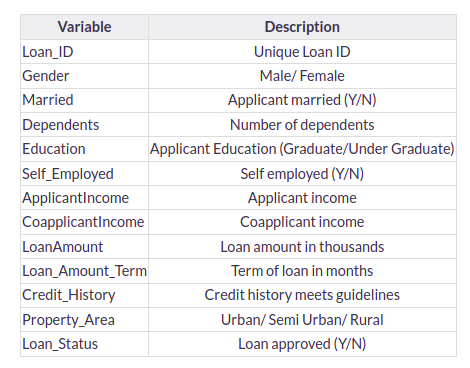 Variable Description
Loan_ID Unique Loan ID
Gender Male/ Female
Married Applicant married (Y/N)
Dependents Number of dependents
Education Applicant Education (Graduate/Under Graduate)
Self_Employed Self employed (Y/N)
ApplicantIncome Applicant income
CoapplicantIncome Coapplicant income
LoanAmount Loan amount in thousands
Loan_Amount_Term Term of loan in months
Credit_History Credit history meets guidelines
Property_Area Urban/ Semi Urban/ Rural
Loan_Status Loan approved (Y/N)